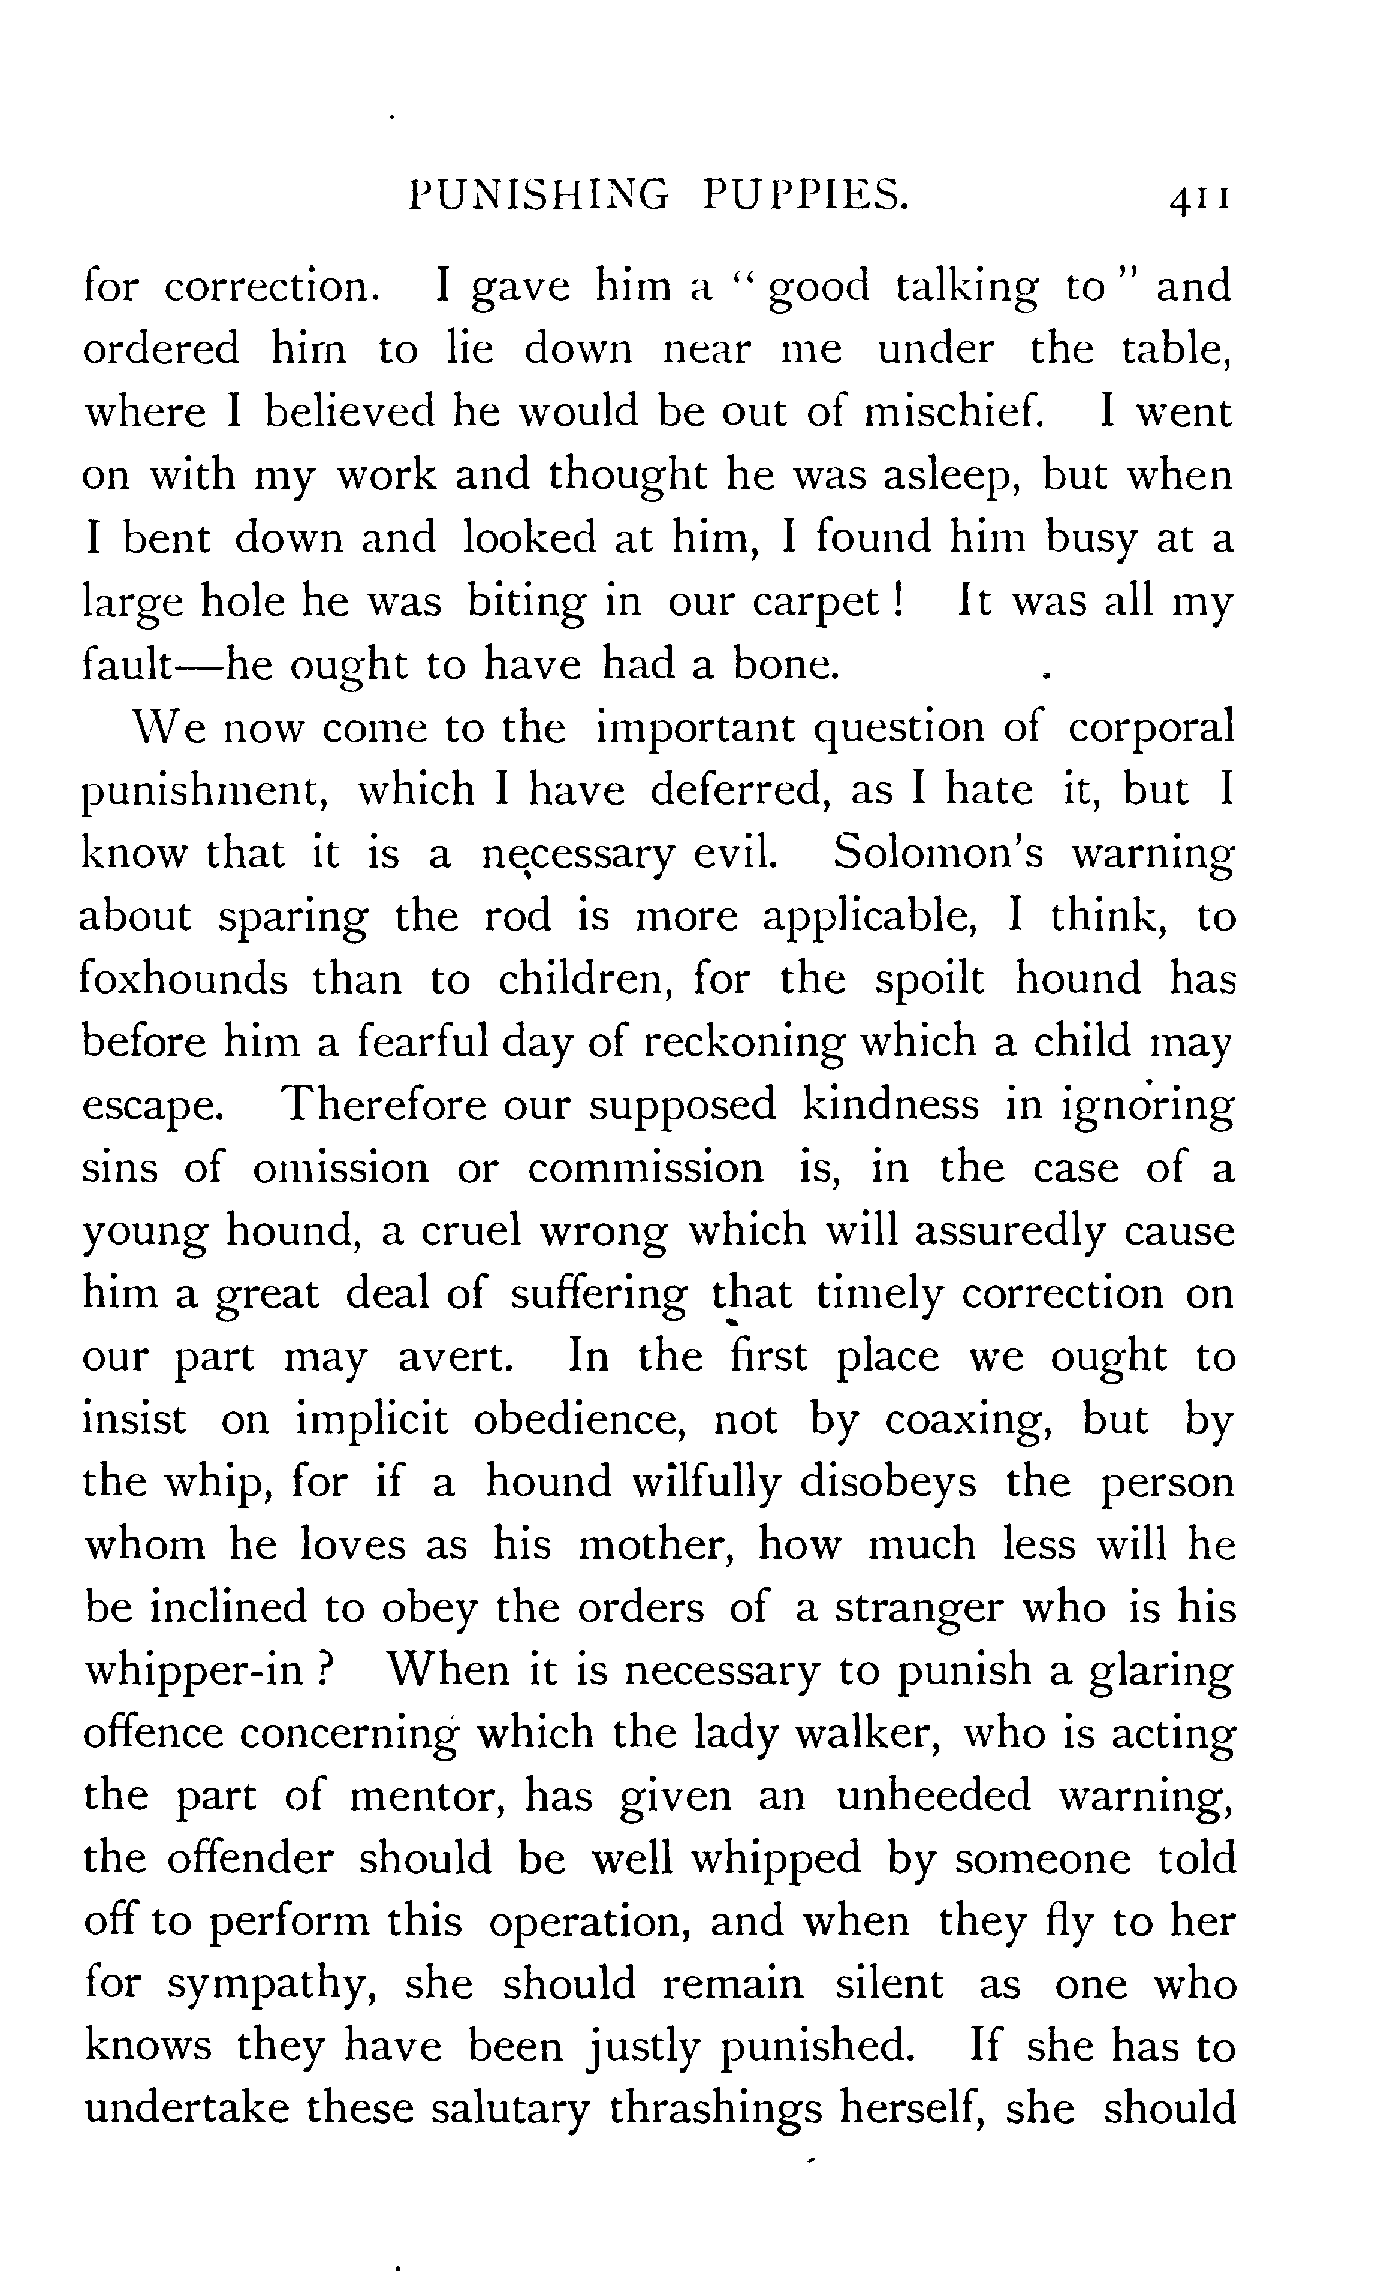 PUNISHING PUPPIES. 411
for correction. I gave him a " good talking to " and
ordered him to lie down near me under the table,
where I believed he would be out of mischief. I went
on with my work and thought he was asleep, but when
I bent down and looked at him, I found him busy at a
large hole he was biting in our carpet ! It was all my
fault—he ought to have had a bone.
We now come to the important question of corporal
punishment, which I have deferred, as I hate it, but I
know that it is a necessary evil. Solomon's warning
about sparing the rod is more applicable, I think, to
foxhounds than to children, for the spoilt hound has
before him a fearful day of reckoning which a child may
escape. Therefore our supposed kindness in ignoring
sins of omission or commission is, in the case of a
young hound, a cruel wrong which will assuredly cause
him a great deal of suffering that timely correction on
our part may avert. In the first place we ought to
insist on implicit obedience, not by coaxing, but by
the whip, for if a hound wilfully disobeys the person
whom he loves as his mother, how much less will he
be inclined to obey the orders of a stranger who is his
whipper-in ? When it is necessary to punish a glaring
offence concerning which the lady walker, who is acting
the part of mentor, has given an unheeded warning,
the offender should be well whipped by someone told
off to perform this operation, and when they fly to her
for sympathy, she should remain silent as one who
knows they have been justly punished. If she has to
undertake these salutary thrashings herself, she should